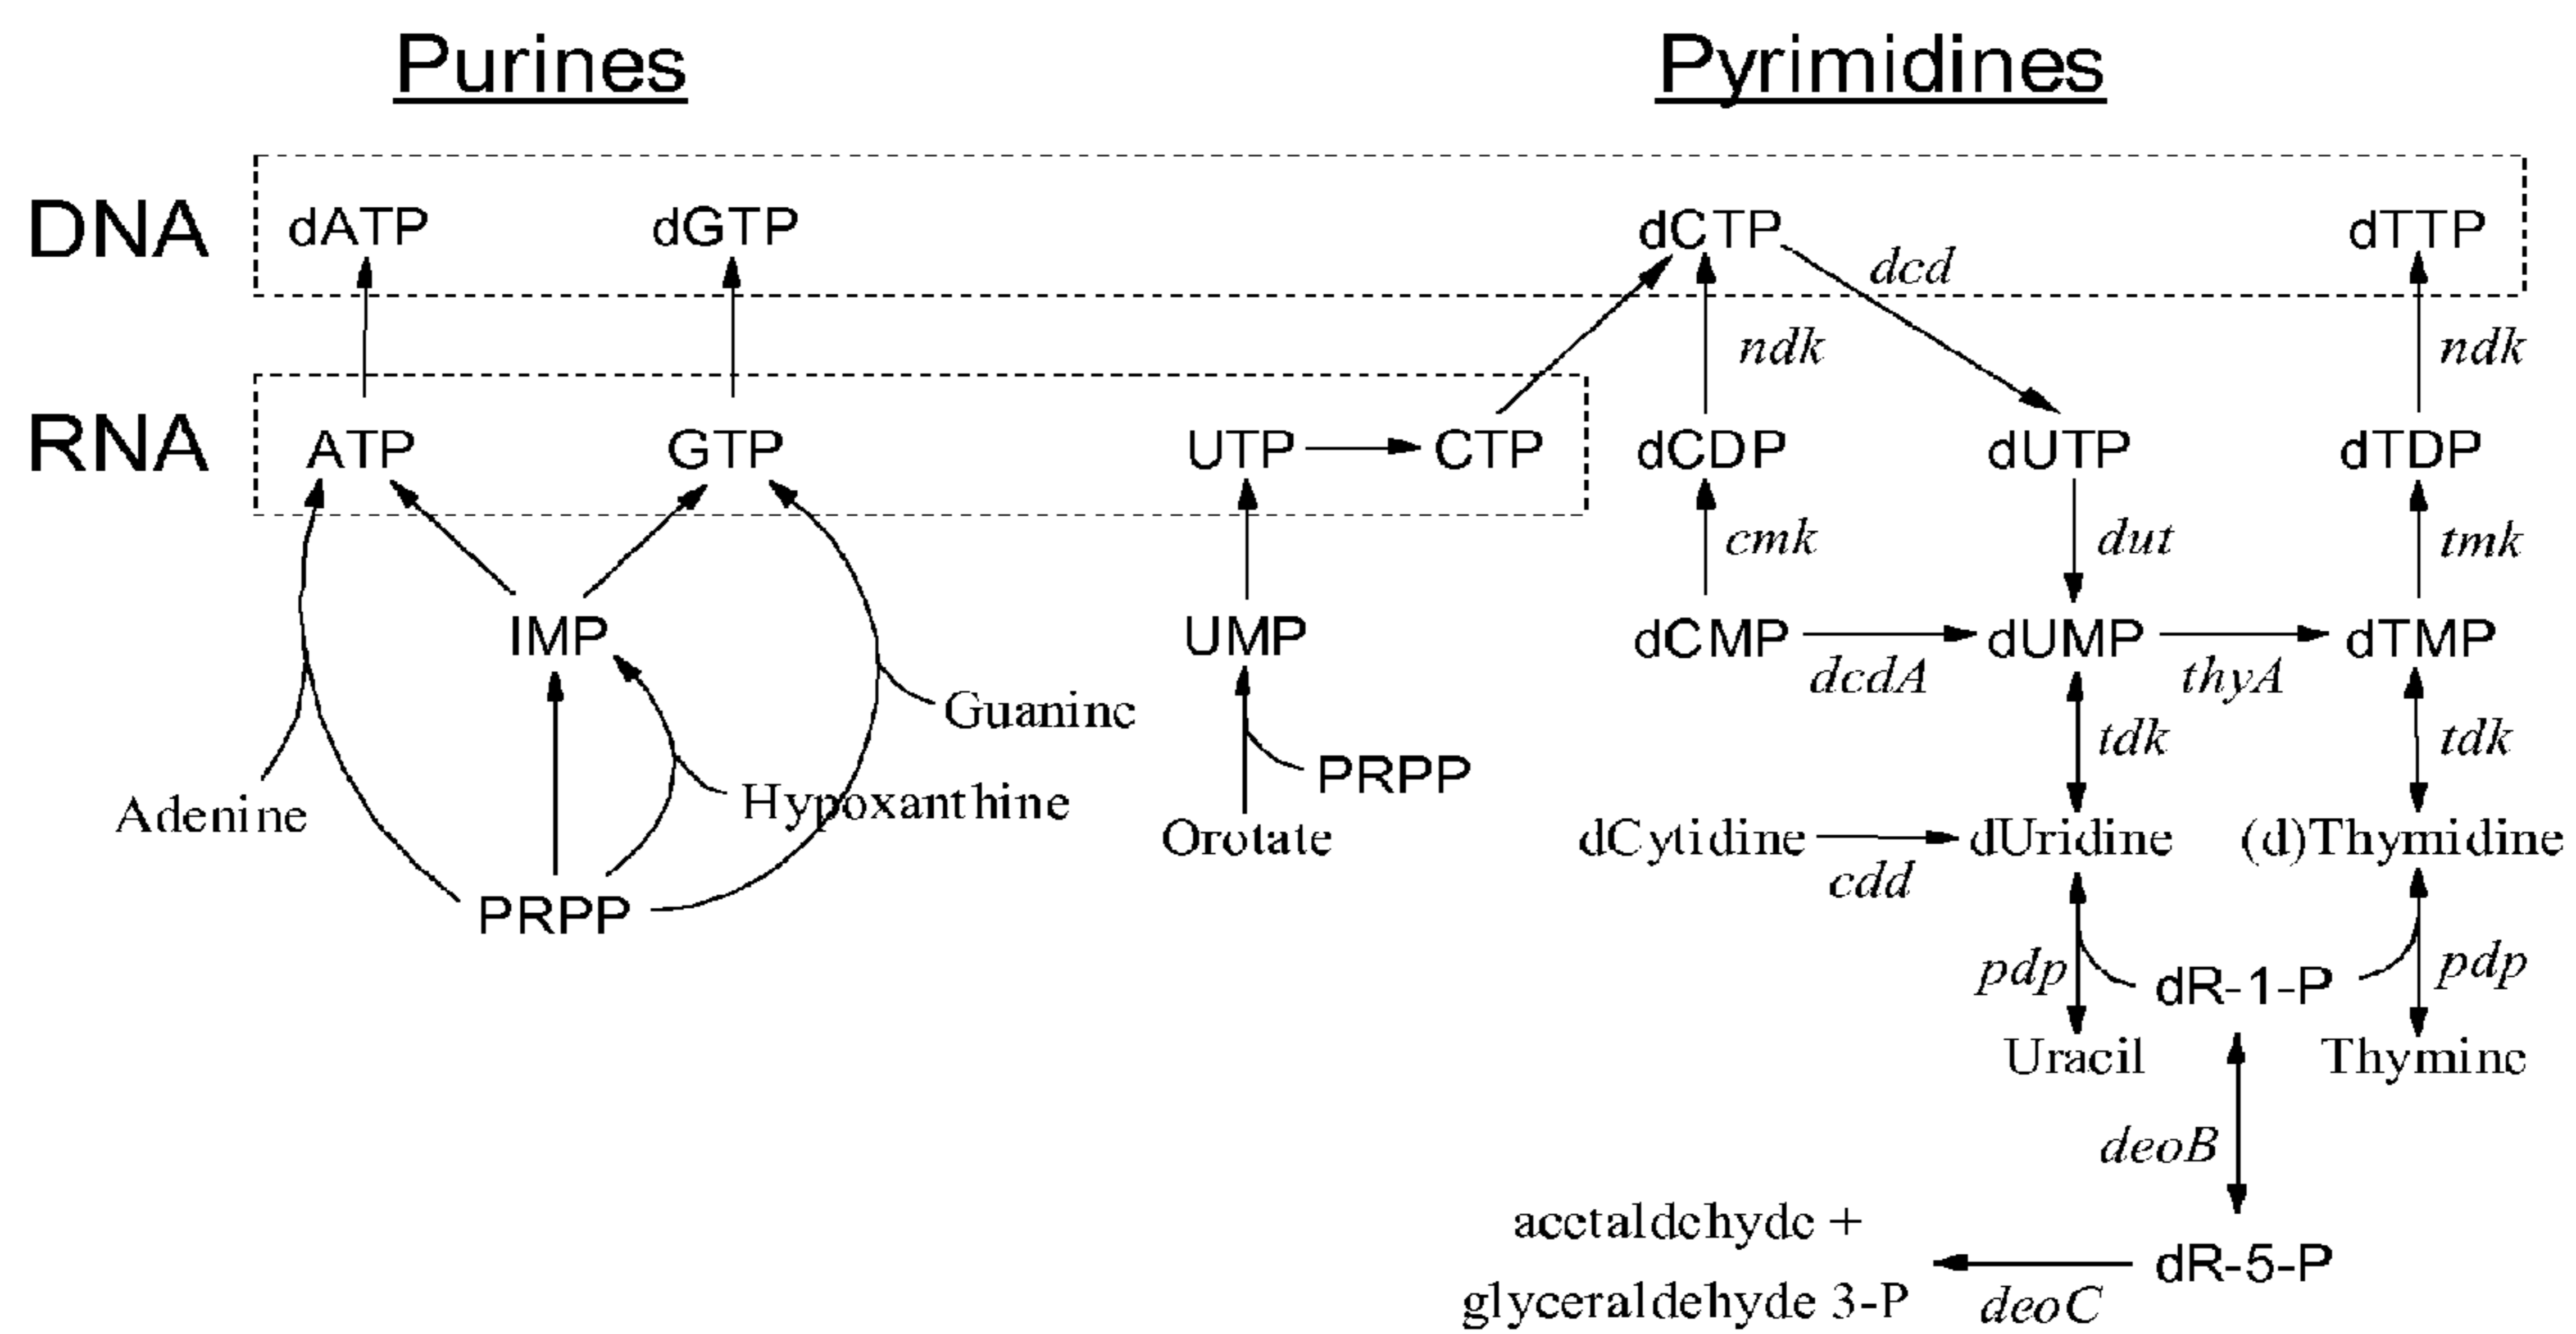 Purines Pyrimidines
DNA dATP dGTP dCTP dTTP
dcd
ndk ndk
RNA ATP GTP UTP CTP dCDP dUTP dTDP
cmk dut tmk
IMP UMP dCMP dUMP dTMP
dcdA thyA
Guanine
tdk tdk
PRPP
Adenine Hypoxanthine
Orotate dCytidine dUridine (d)Thymidine
cdd
PRPP
pdp dR-1-P pdp
Uracil Thymine
deoB
acetaldehyde +
dR-5-P
glyceraldehyde 3-P deoC